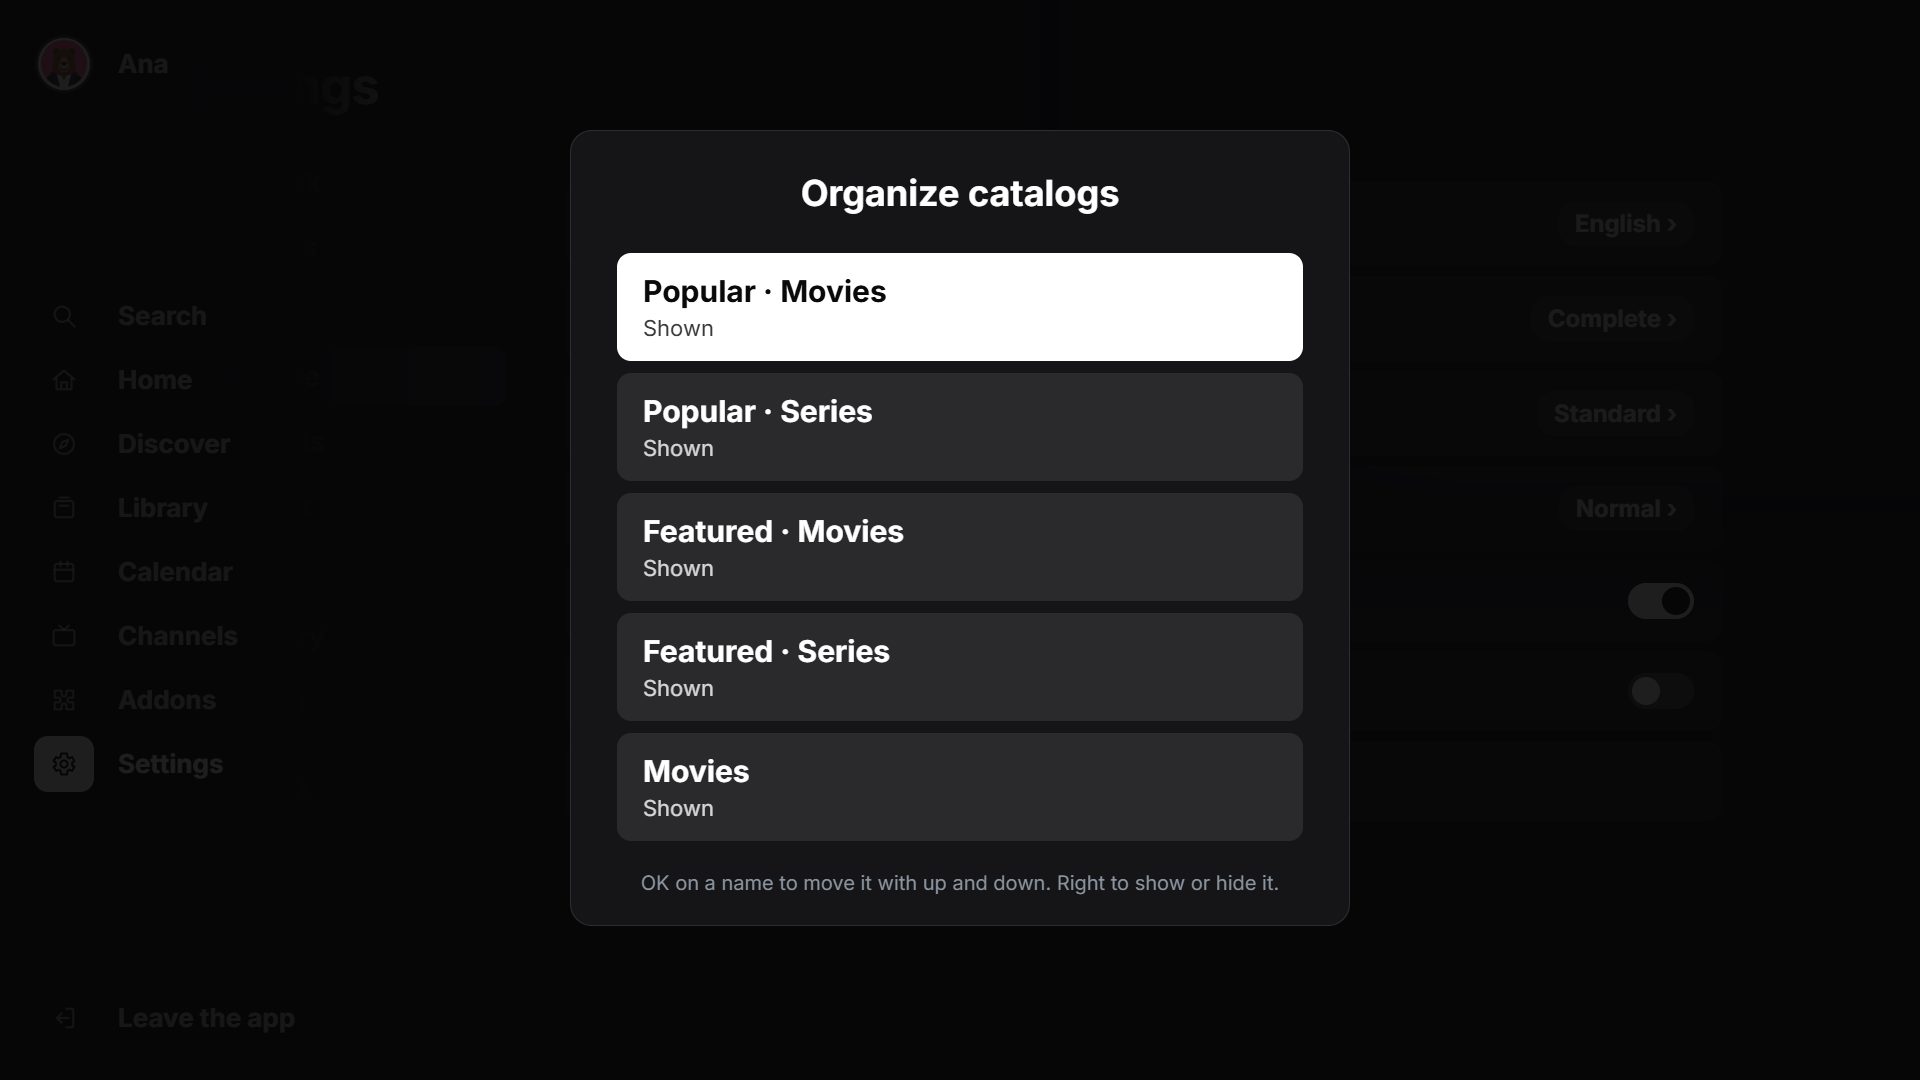 Ana
Organize catalogs
Popular · Movies
Shown
Popular · Series
Shown
Featured · Movies
Shown
Featured · Series
Shown
Movies
Shown
OK on a name to move it with up and down. Right to show or hide it.
Search
Home
Discover
Library
Calendar
Channels
Addons
Settings
Leave the app
English ›
Complete ›
Standard ›
Normal ›